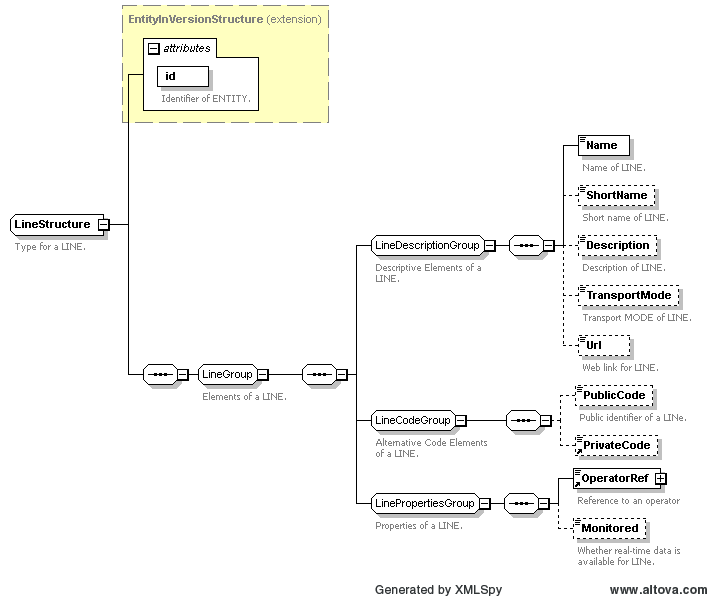 EntityInVersionStructure (extension)
attributes
id
Identifier of ENTITY.
LineStructure
Type for a LINE.
LineGroup
Elements of a LINE.
LineDescriptionGroup
Descriptive Elements of a
LINE.
Name
Name of LINE.
ShortName
Short name of LINE.
Description
Description of LINE.
TransportMode
Transport MODE of LINE.
Url
Web link for LINE.
LineCodeGroup
Alternative Code Elements
of a LINE.
PublicCode
Public identifier of a LINe.
PrivateCode
LinePropertiesGroup
Properties of a LINE.
OperatorRef
Reference to an operator
Monitored
Whether real-time data is
available for LINe.
Generated by XMLSpy
www.altova.com